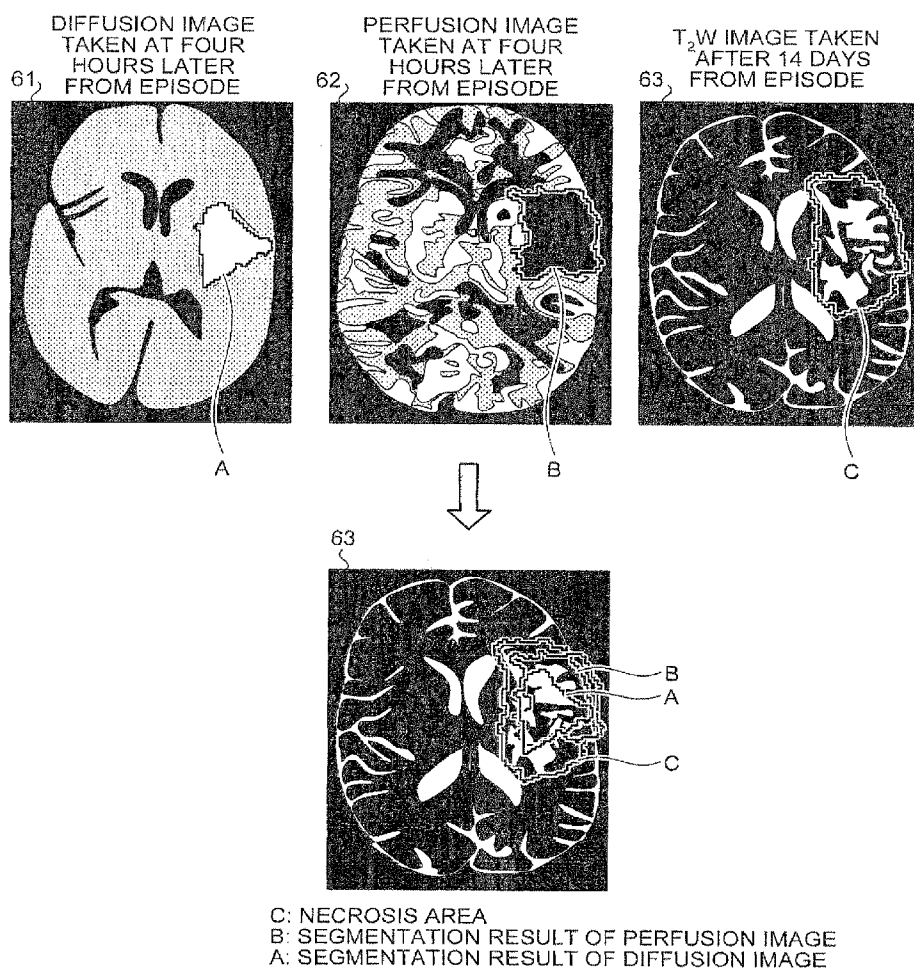 DIFFUSION IMAGE
TAKEN AT FOUR
HOURS LATER
FROM EPISODE
61
PERFUSION IMAGE
TAKEN AT FOUR
HOURS LATER
FROM EPISODE
62
T₂W IMAGE TAKEN
AFTER 14 DAYS
FROM EPISODE
63
A
B
C
63
B
A
C
C: NECROSIS AREA
B: SEGMENTATION RESULT OF PERFUSION IMAGE
A: SEGMENTATION RESULT OF DIFFUSION IMAGE